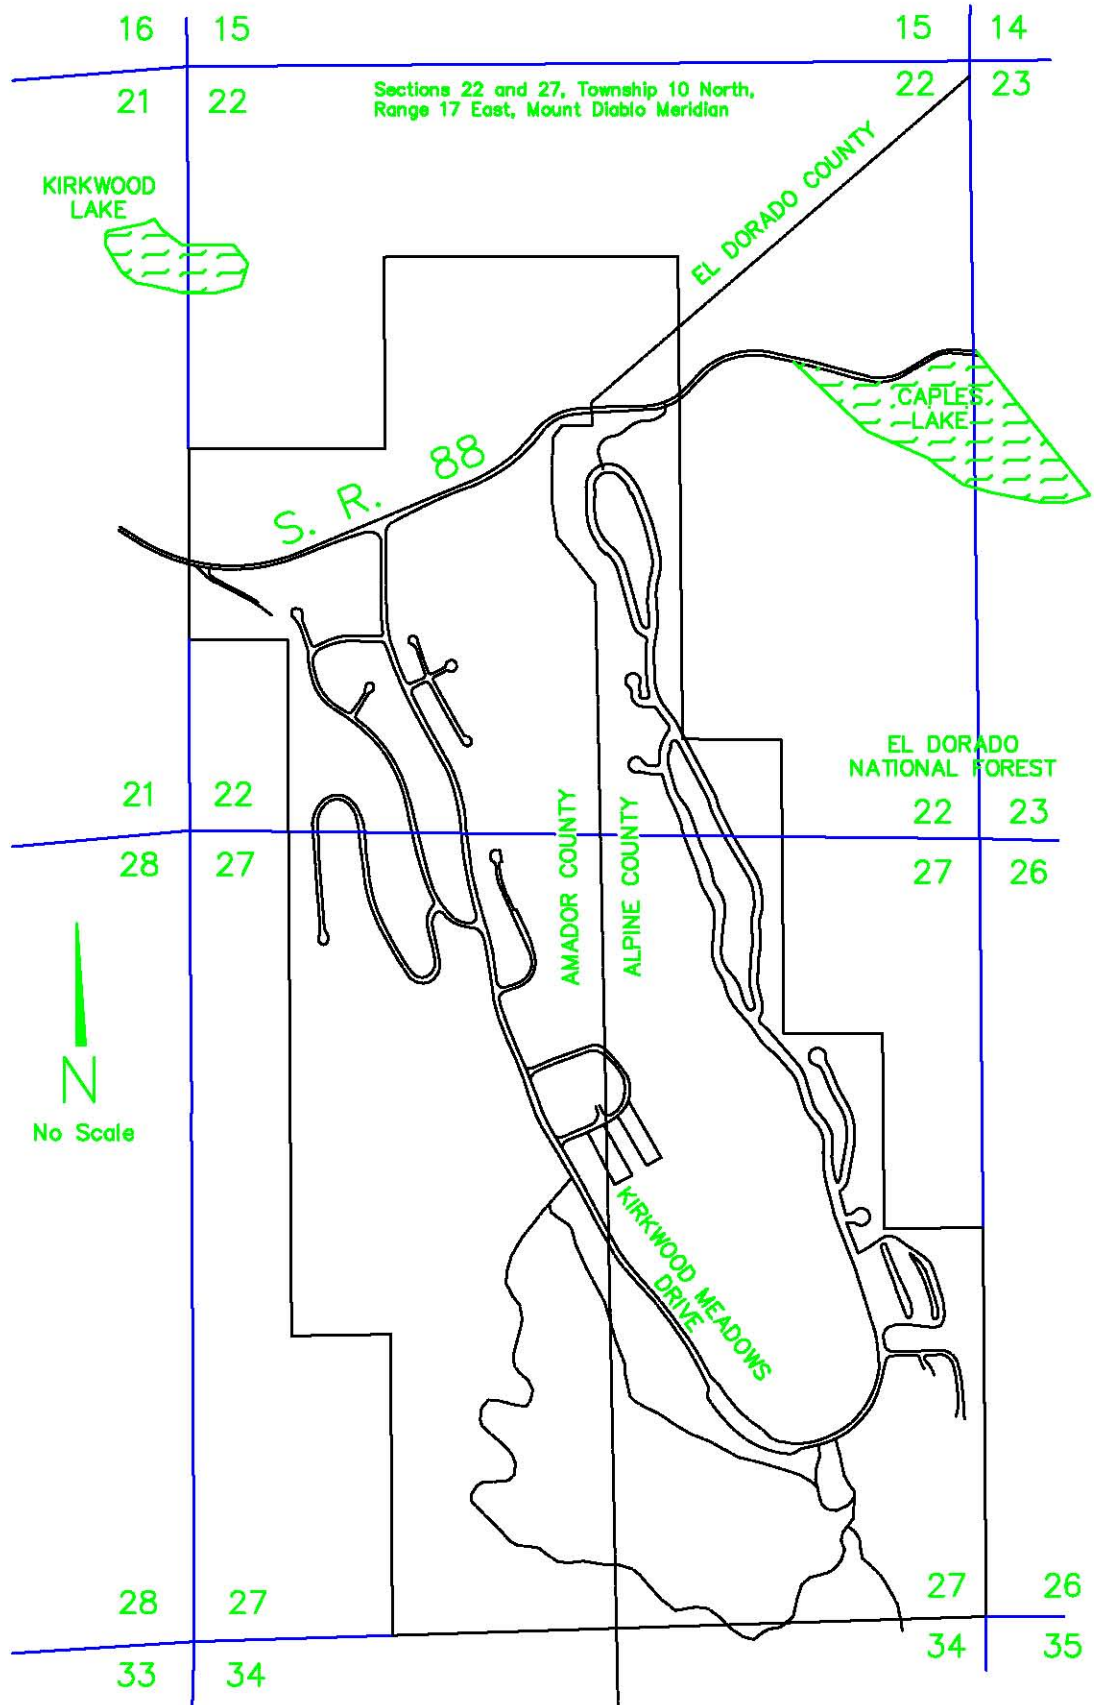 16 15
15 14
21 22
22 23
Sections 22 and 27, Township 10 North,
Range 17 East, Mount Diablo Meridian
EL DORADO COUNTY
KIRKWOOD
LAKE
CAPLES
LAKE
S. R. 88
EL DORADO
NATIONAL FOREST
21 22
22 23
28 27
27 26
AMADOR COUNTY
ALPINE COUNTY
N
No Scale
KIRKWOOD MEADOWS
DRIVE
28 27
27 26
33 34
34 35